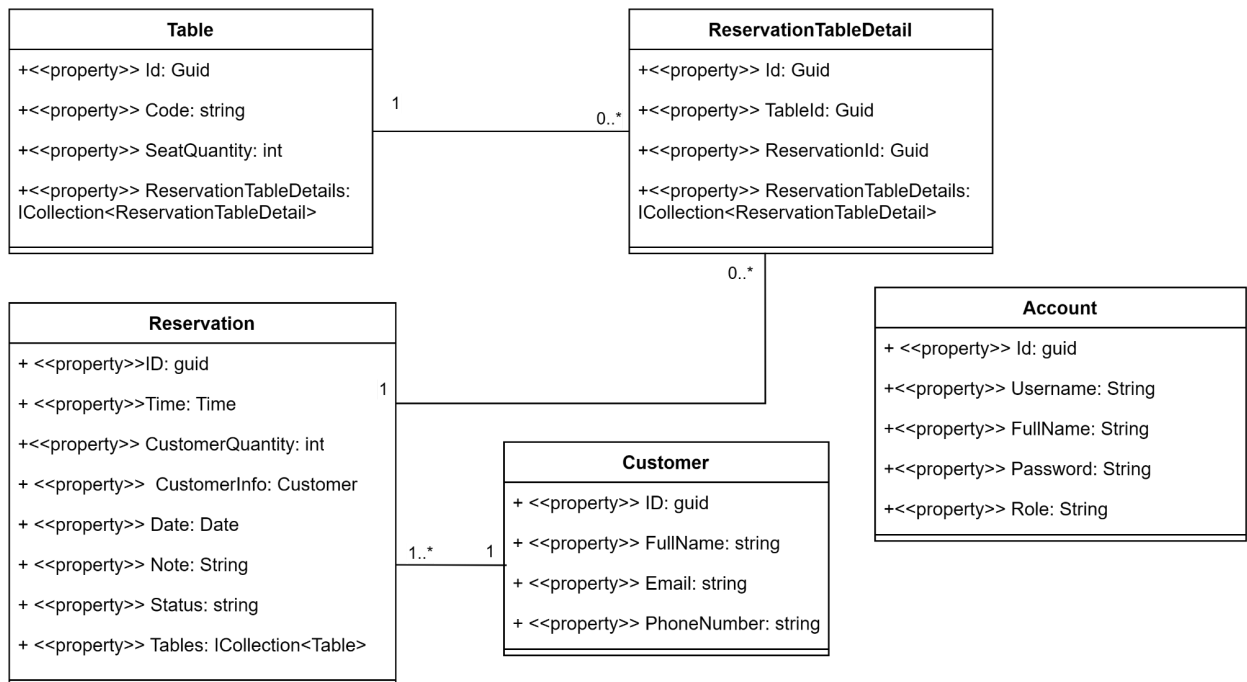 Table
+<<property>> Id: Guid
+<<property>> Code: string
+<<property>> SeatQuantity: int
+<<property>> ReservationTableDetails:
ICollection<ReservationTableDetail>
1
0..*
ReservationTableDetail
+<<property>> Id: Guid
+<<property>> TableId: Guid
+<<property>> ReservationId: Guid
+<<property>> ReservationTableDetails:
ICollection<ReservationTableDetail>
0..*
Reservation
+ <<property>>ID: guid
+ <<property>>Time: Time
+<<property>> CustomerQuantity: int
+ <<property>>  CustomerInfo: Customer
+ <<property>> Date: Date
+ <<property>> Note: String
+ <<property>> Status: string
+ <<property>> Tables: ICollection<Table>
1
1..*
1
Customer
+ <<property>> ID: guid
+ <<property>> FullName: string
+ <<property>> Email: string
+ <<property>> PhoneNumber: string
Account
+ <<property>> Id: guid
+<<property>> Username: String
+<<property>> FullName: String
+<<property>> Password: String
+<<property>> Role: String